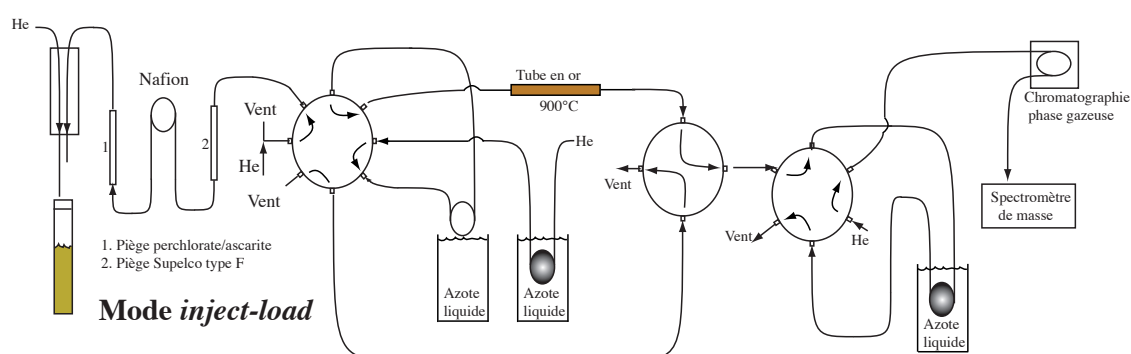 He
Nafion
1
2
Vent
He
Vent
Tube en or
900°C
He
Vent
Vent
He
Chromatographie
phase gazeuse
Spectromètre
de masse
1. Piège perchlorate/ascarite
2. Piège Supelco type F
Mode inject-load
Azote
liquide
Azote
liquide
Azote
liquide